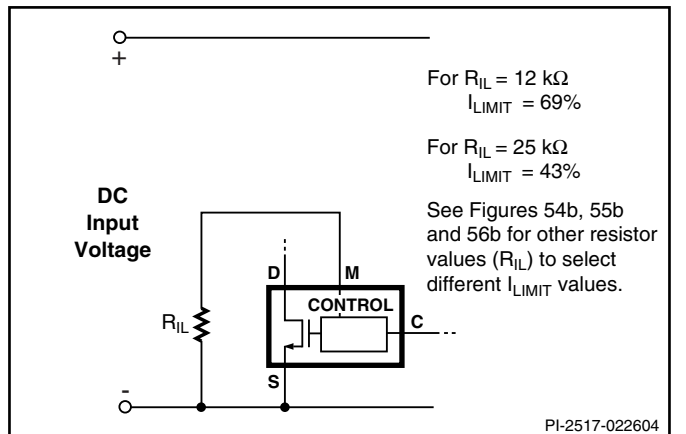 +
For R_IL = 12 kΩ
I_LIMIT = 69%
For R_IL = 25 kΩ
I_LIMIT = 43%
See Figures 54b, 55b
and 56b for other resistor
values (R_IL) to select
different I_LIMIT values.
DC
Input
Voltage
D
M
CONTROL
C
R_IL
S
-
PI-2517-022604